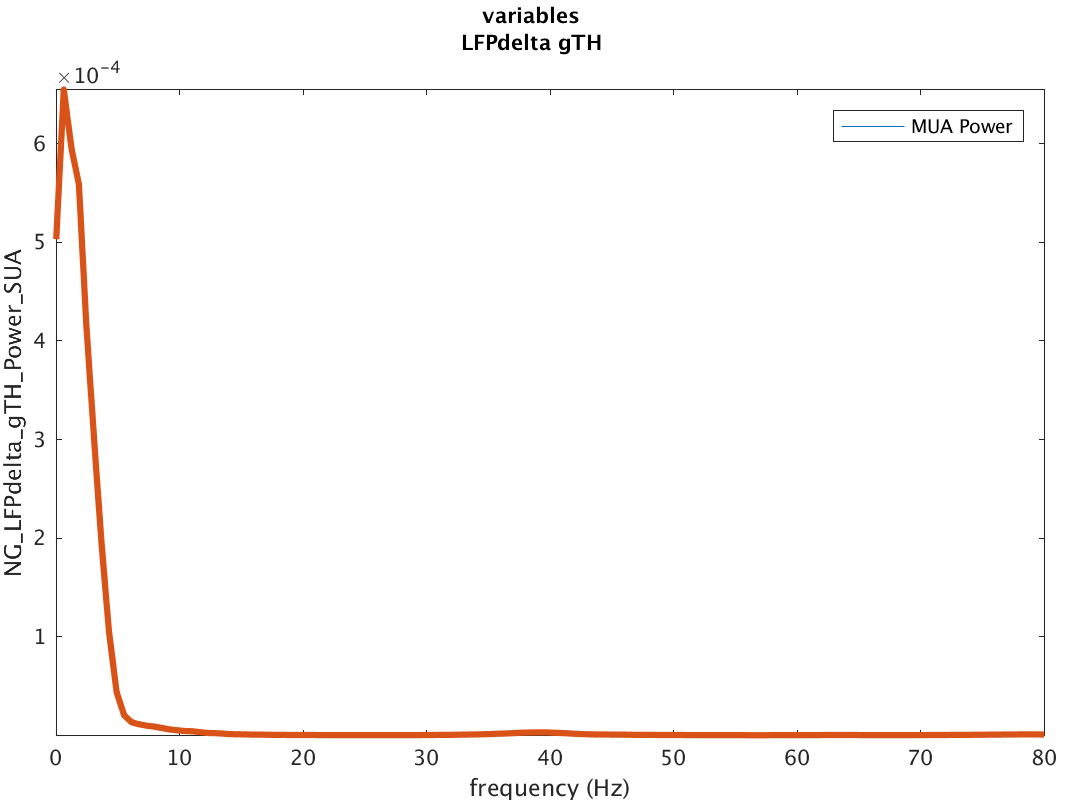 variables
LFPdelta gTH
×10⁻⁴
MUA Power
6
5
4
3
2
1
NG_LFPdelta_gTH_Power_SUA
0 10 20 30 40 50 60 70 80
frequency (Hz)